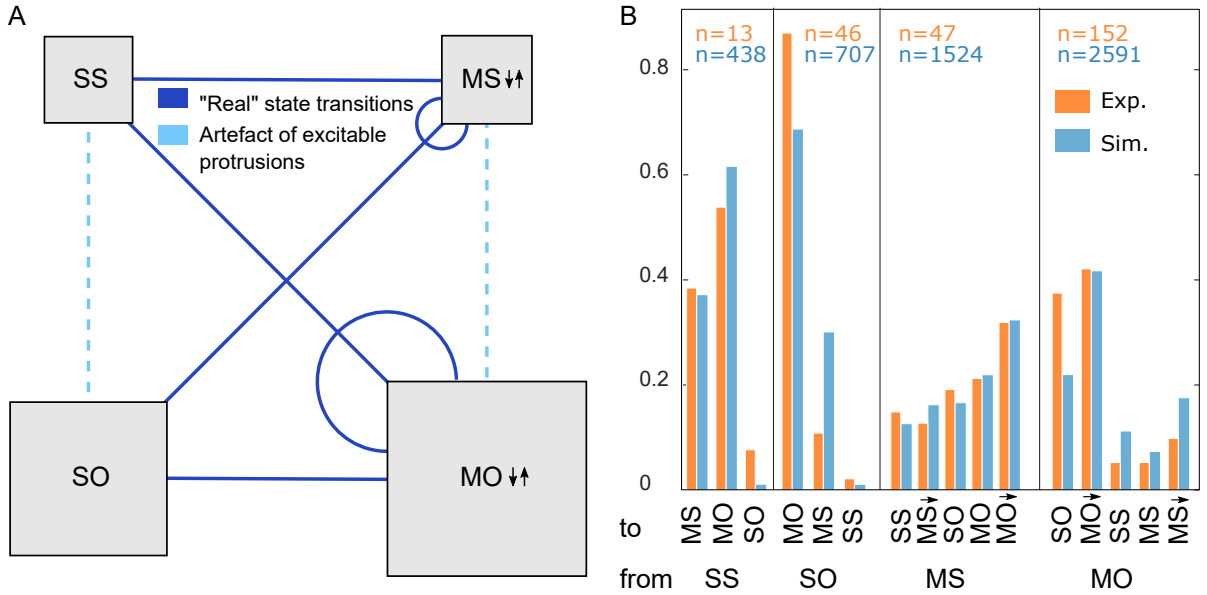 A
SS
MS↓↑
"Real" state transitions
Artefact of excitable
protrusions
SO
MO↓↑
B
n=13
n=438
n=46
n=707
n=47
n=1524
n=152
n=2591
Exp.
Sim.
0.8
0.6
0.4
0.2
0
to
MS
MO
SO
MO
MS
SS
SS
MS→
SO
MO
MO→
SO
MO→
SS
MS
MS→
from
SS
SO
MS
MO